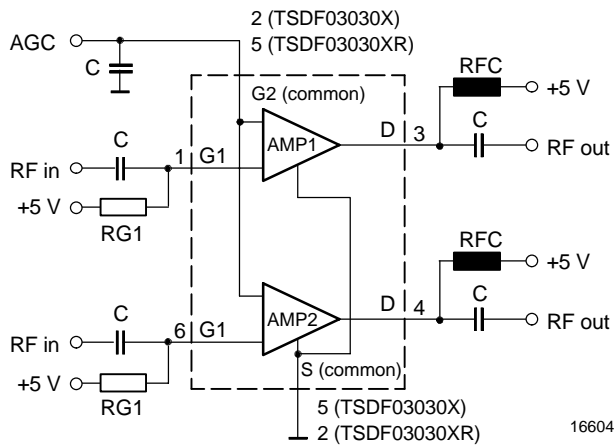 2 (TSDF03030X)
AGC
5 (TSDF03030XR)
C
RFC
G2 (common)
+5 V
C
D
3
C
AMP1
RF in
1
G1
RF out
+5 V
RG1
RFC
+5 V
C
D
4
C
AMP2
RF in
6
G1
RF out
+5 V
S (common)
RG1
5 (TSDF03030X)
2 (TSDF03030XR)
16604